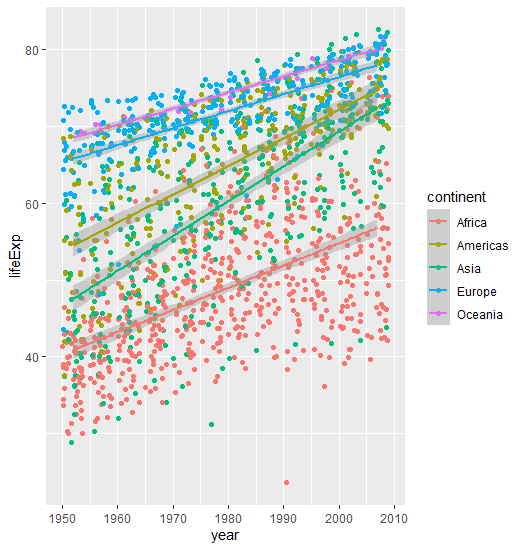 80
60
40
lifeExp
1950 1960 1970 1980 1990 2000 2010
year
continent
Africa
Americas
Asia
Europe
Oceania